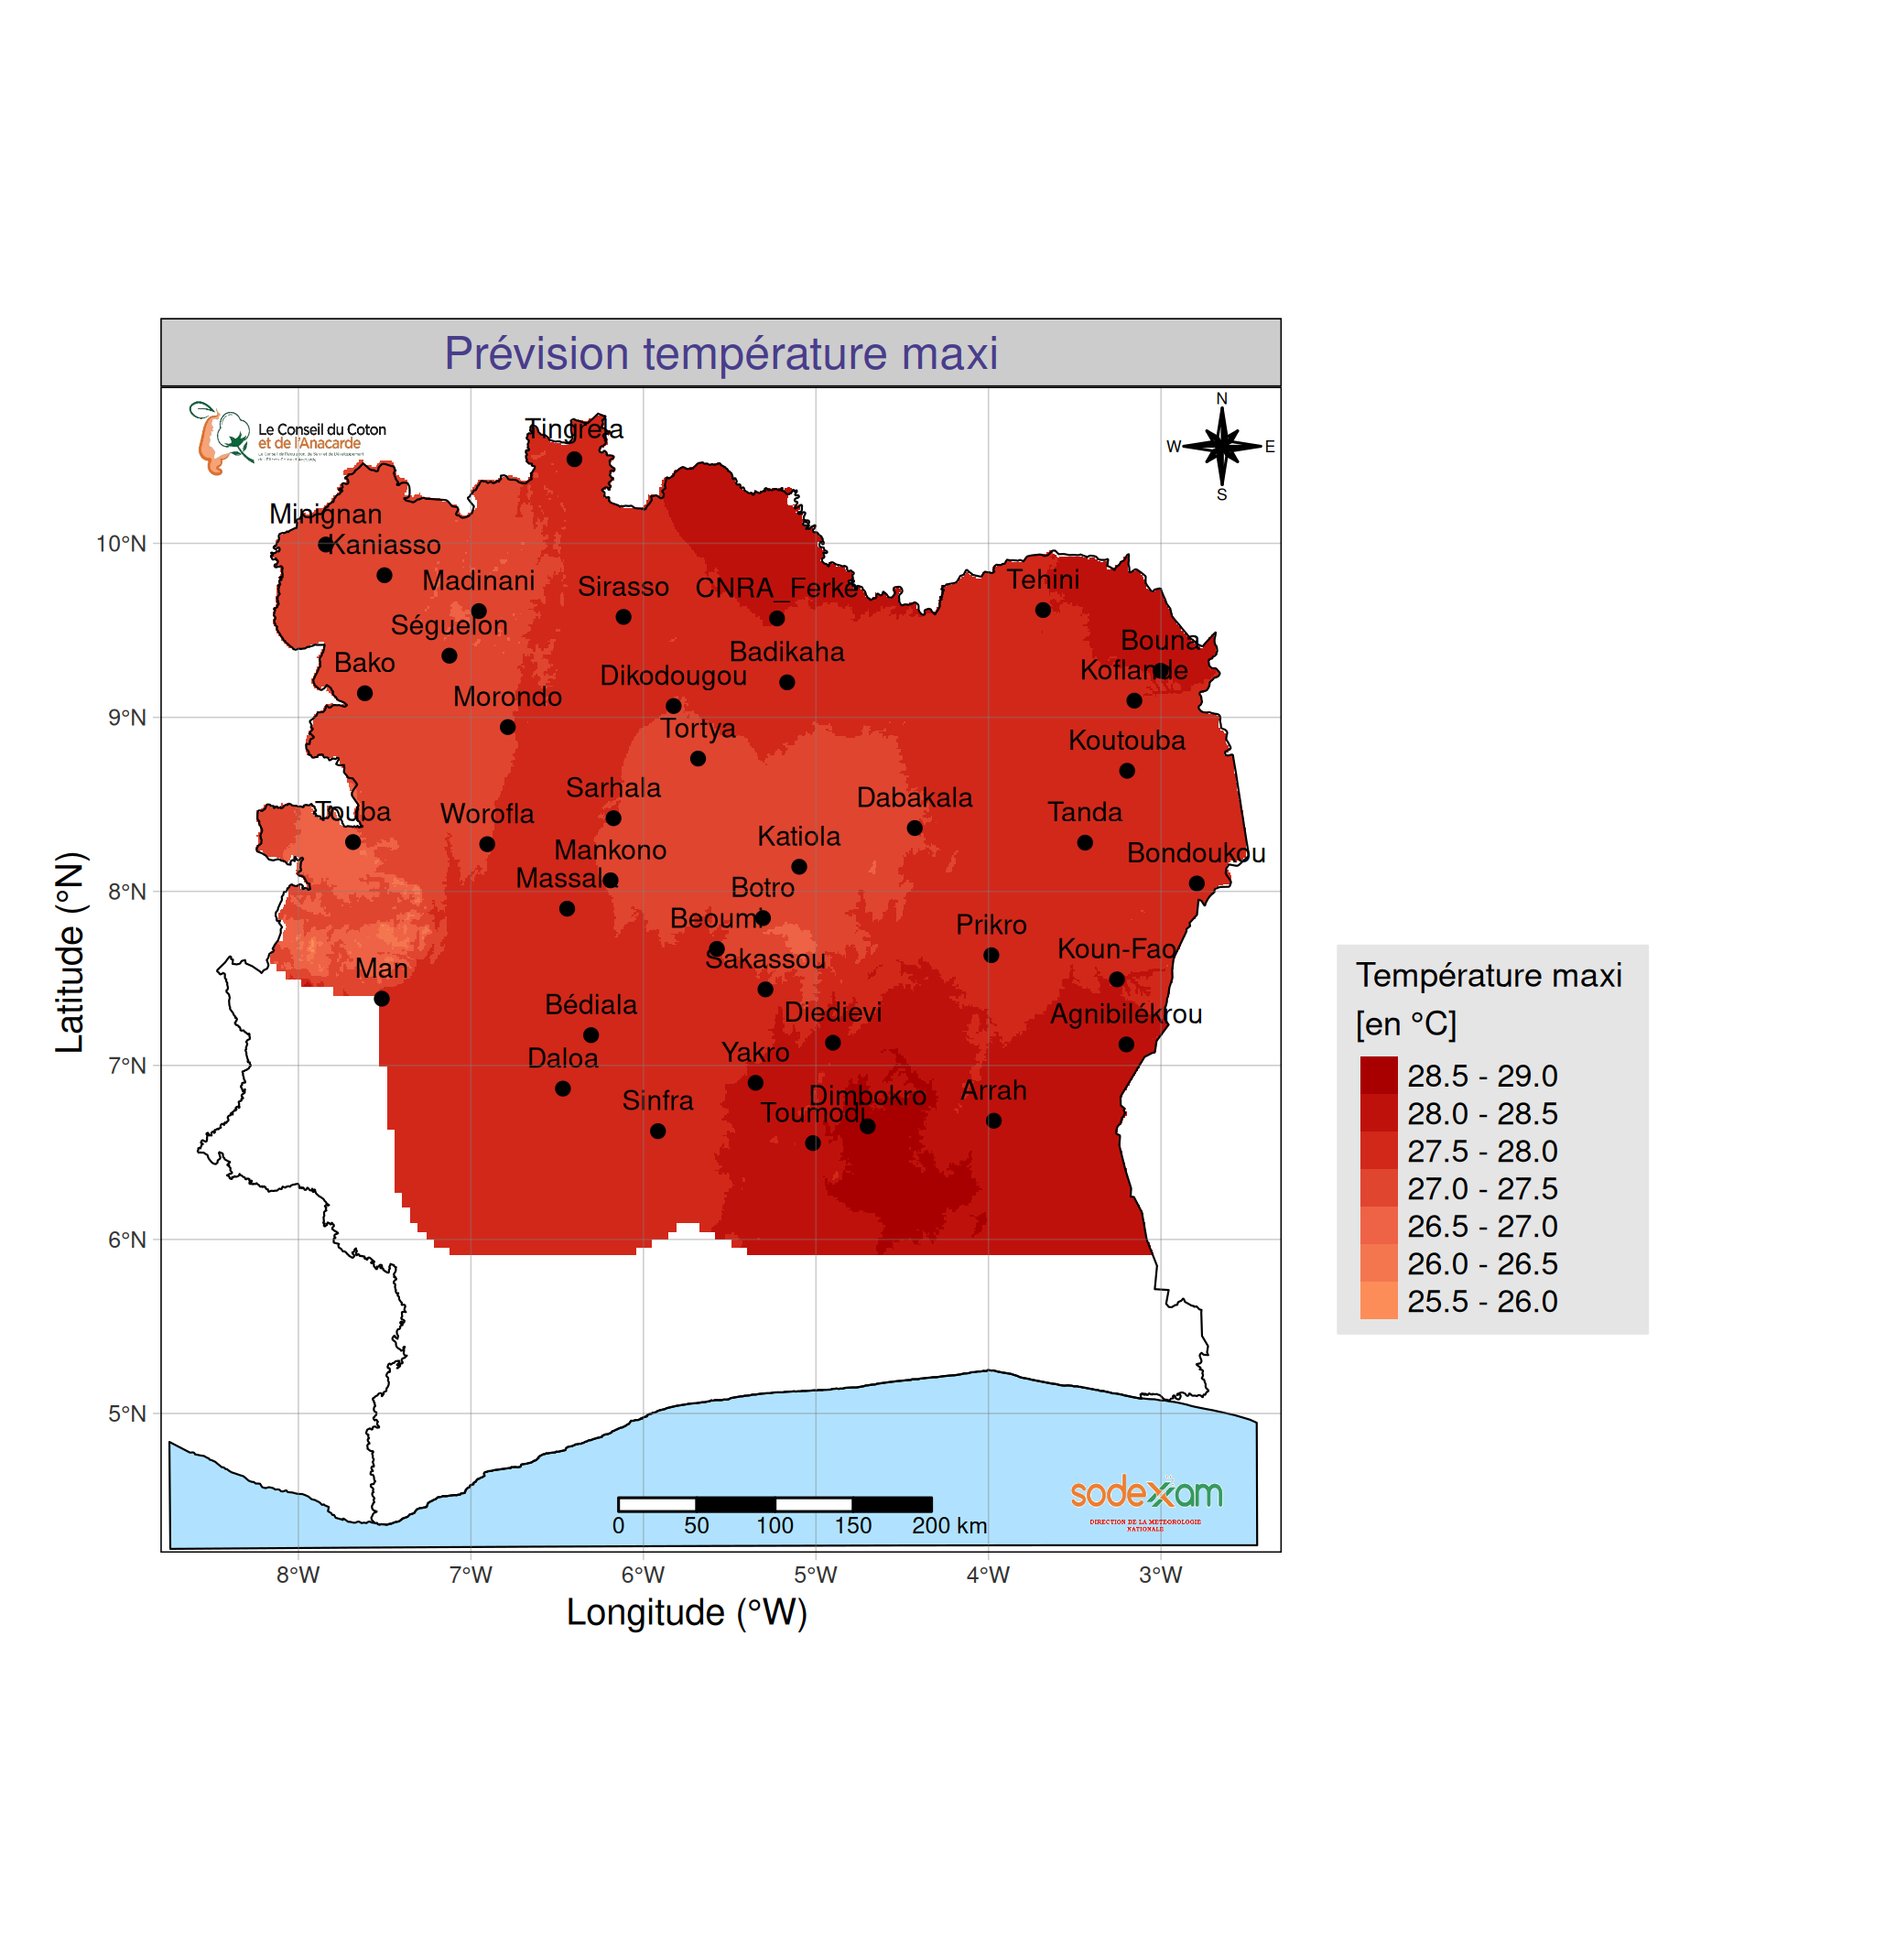 Prévision température maxi
Le Conseil du Coton
et de l'Anacarde
N
W
E
S
Tingrela
Minignan
Kaniasso
Madinani
Sirasso
CNRA_Ferké
Tehini
Séguelon
Bouna
Bako
Badikaha
Koflande
Dikodougou
Morondo
Tortya
Koutouba
Sarhala
Dabakala
Touba
Worofla
Tanda
Katiola
Mankono
Bondoukou
Massala
Botro
Beoumi
Prikro
Koun-Fao
Sakassou
Man
Bédiala
Diedievi
Agnibilékrou
Daloa
Yakro
Dimbokro
Arrah
Sinfra
Toumodi
10°N
9°N
8°N
7°N
6°N
5°N
Latitude (°N)
8°W
7°W
6°W
5°W
4°W
3°W
Longitude (°W)
0
50
100
150
200 km
sodexam
DIRECTION DE LA METEOROLOGIE
NATIONALE
Température maxi
[en °C]
28.5 - 29.0
28.0 - 28.5
27.5 - 28.0
27.0 - 27.5
26.5 - 27.0
26.0 - 26.5
25.5 - 26.0